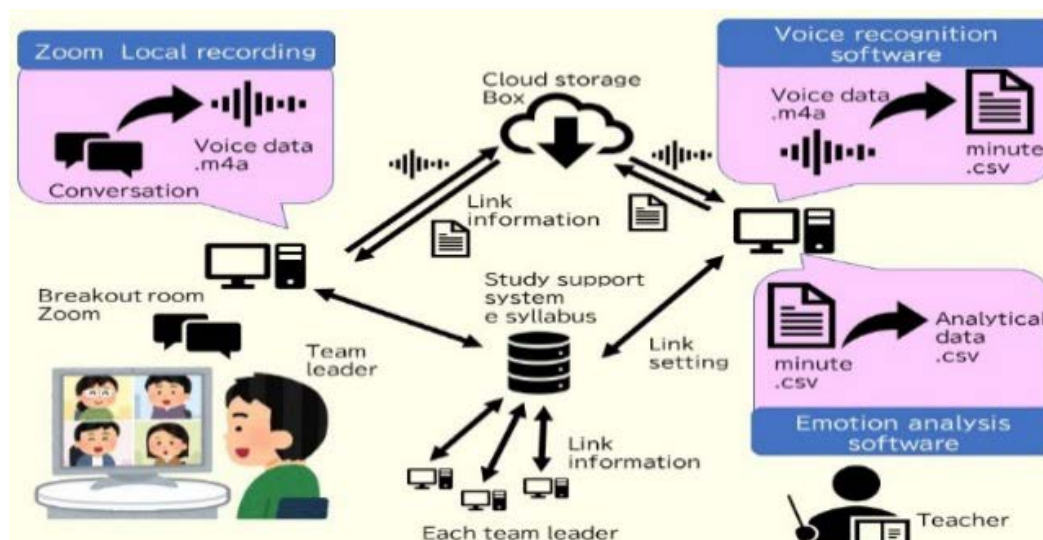 Zoom Local recording
Voice data
.m4a
Conversation
Cloud storage
Box
Voice recognition
software
Voice data
.m4a
minute
.csv
Link
information
Breakout room
Zoom
Team
leader
Study support
system
e syllabus
Link
setting
minute
.csv
Analytical
data
.csv
Emotion analysis
software
Link
information
Each team leader
Teacher